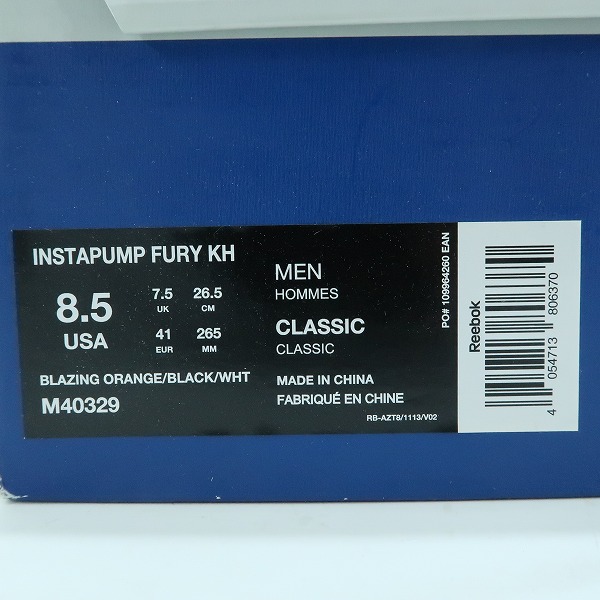 INSTAPUMP FURY KH
8.5
USA
7.5
UK
26.5
CM
41
EUR
265
MM
BLAZING ORANGE/BLACK/WHT
M40329
MEN
HOMMES
CLASSIC
CLASSIC
MADE IN CHINA
FABRIQUÉ EN CHINE
RB-AZT8/1113/V02
PO# 109964260 EAN
Reebok
4 054713 806370